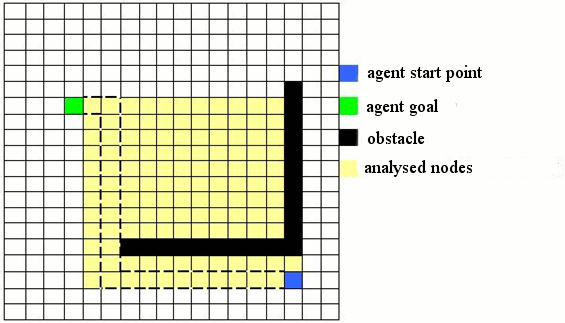 agent start point
agent goal
obstacle
analysed nodes